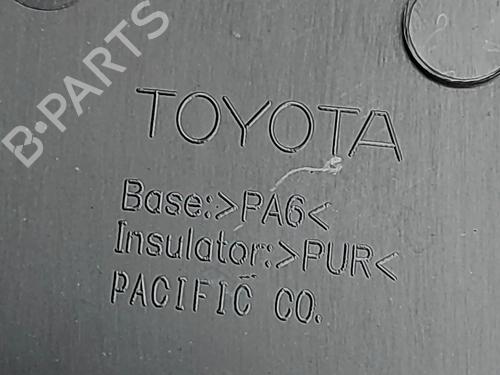 B-PARTS
TOYOTA
Base:>PA6<
Insulator:>PUR<
PACIFIC CO.